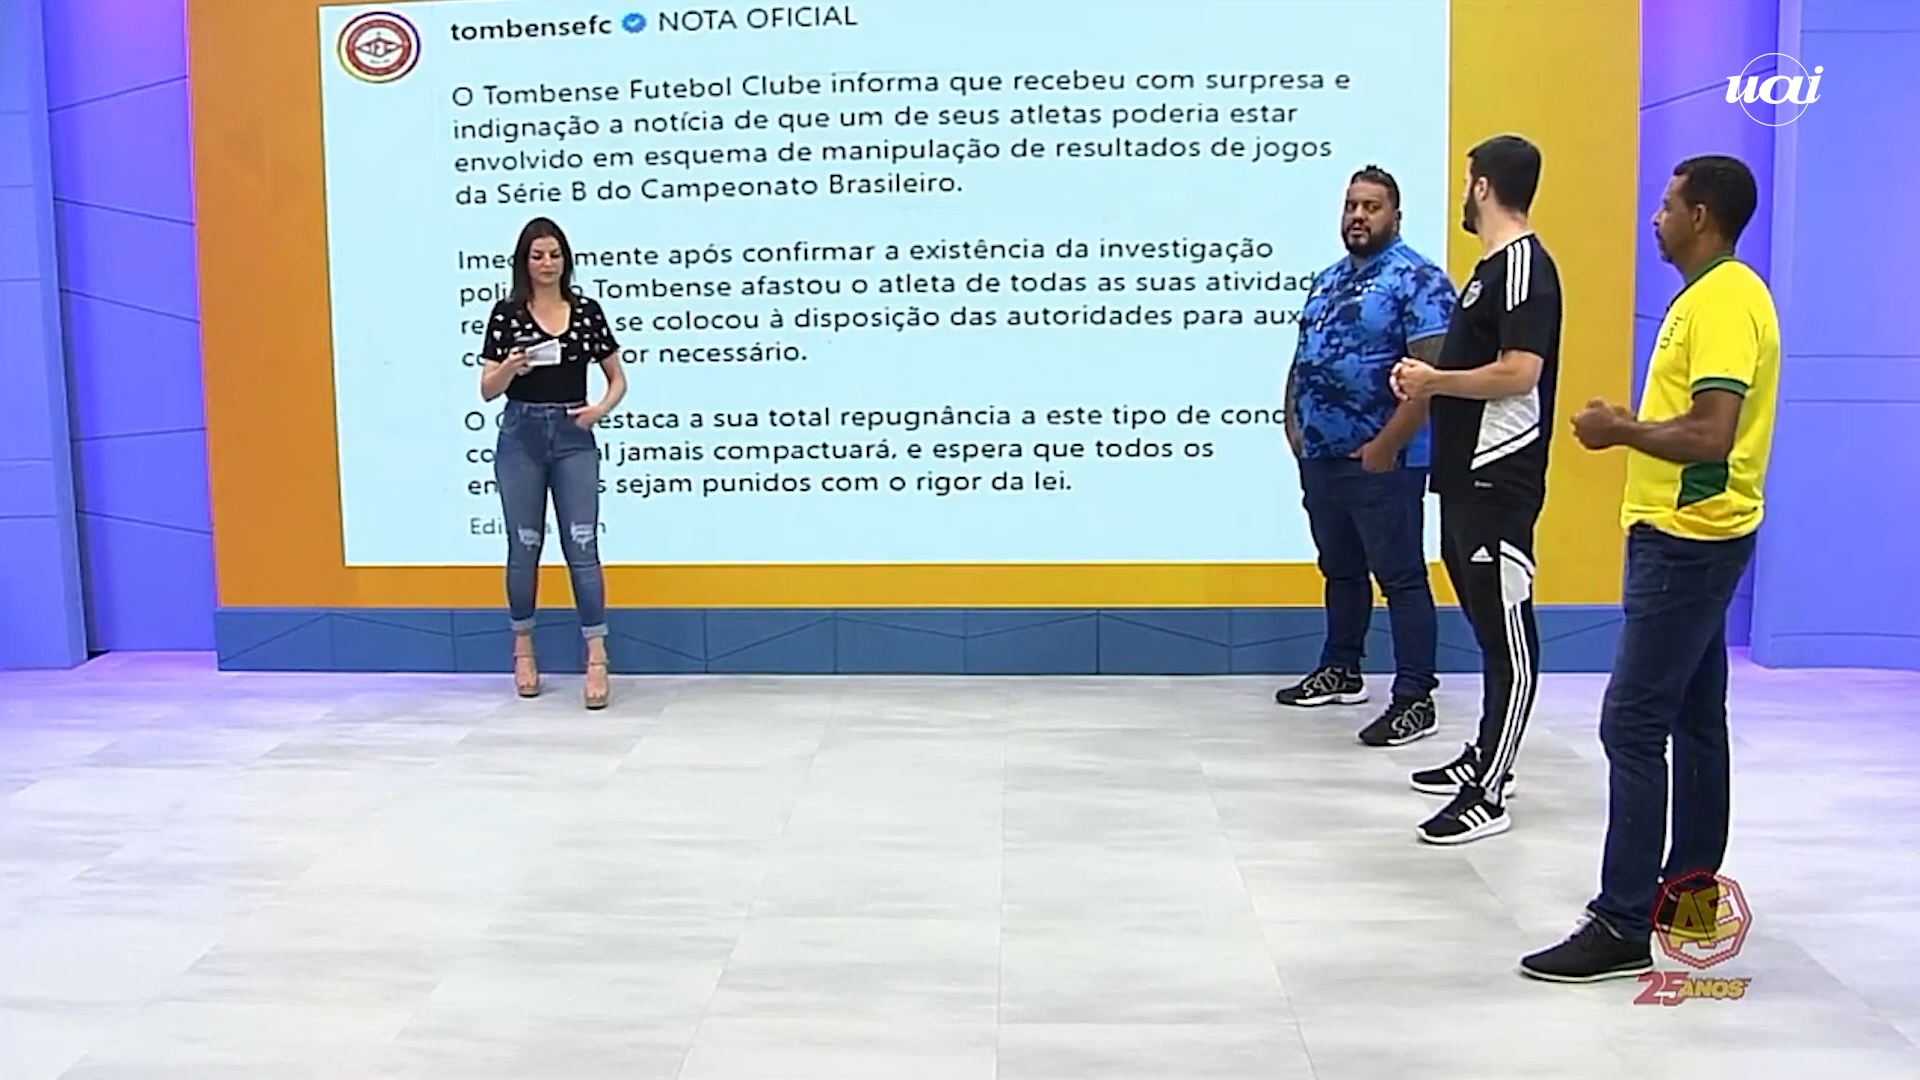 tombensefc NOTA OFICIAL
O Tombense Futebol Clube informa que recebeu com surpresa e
indignação a notícia de que um de seus atletas poderia estar
envolvido em esquema de manipulação de resultados de jogos
da Série B do Campeonato Brasileiro.
mente após confirmar a existência da investigação
Tombense afastou o atleta de todas as suas
se colocou à disposição das autoridades para
necessário.
O a sua total repugnância a este tipo de
jamais compactuará, e espera que todos os
sejam punidos com o rigor da lei.
uai
AE
25 ANOS